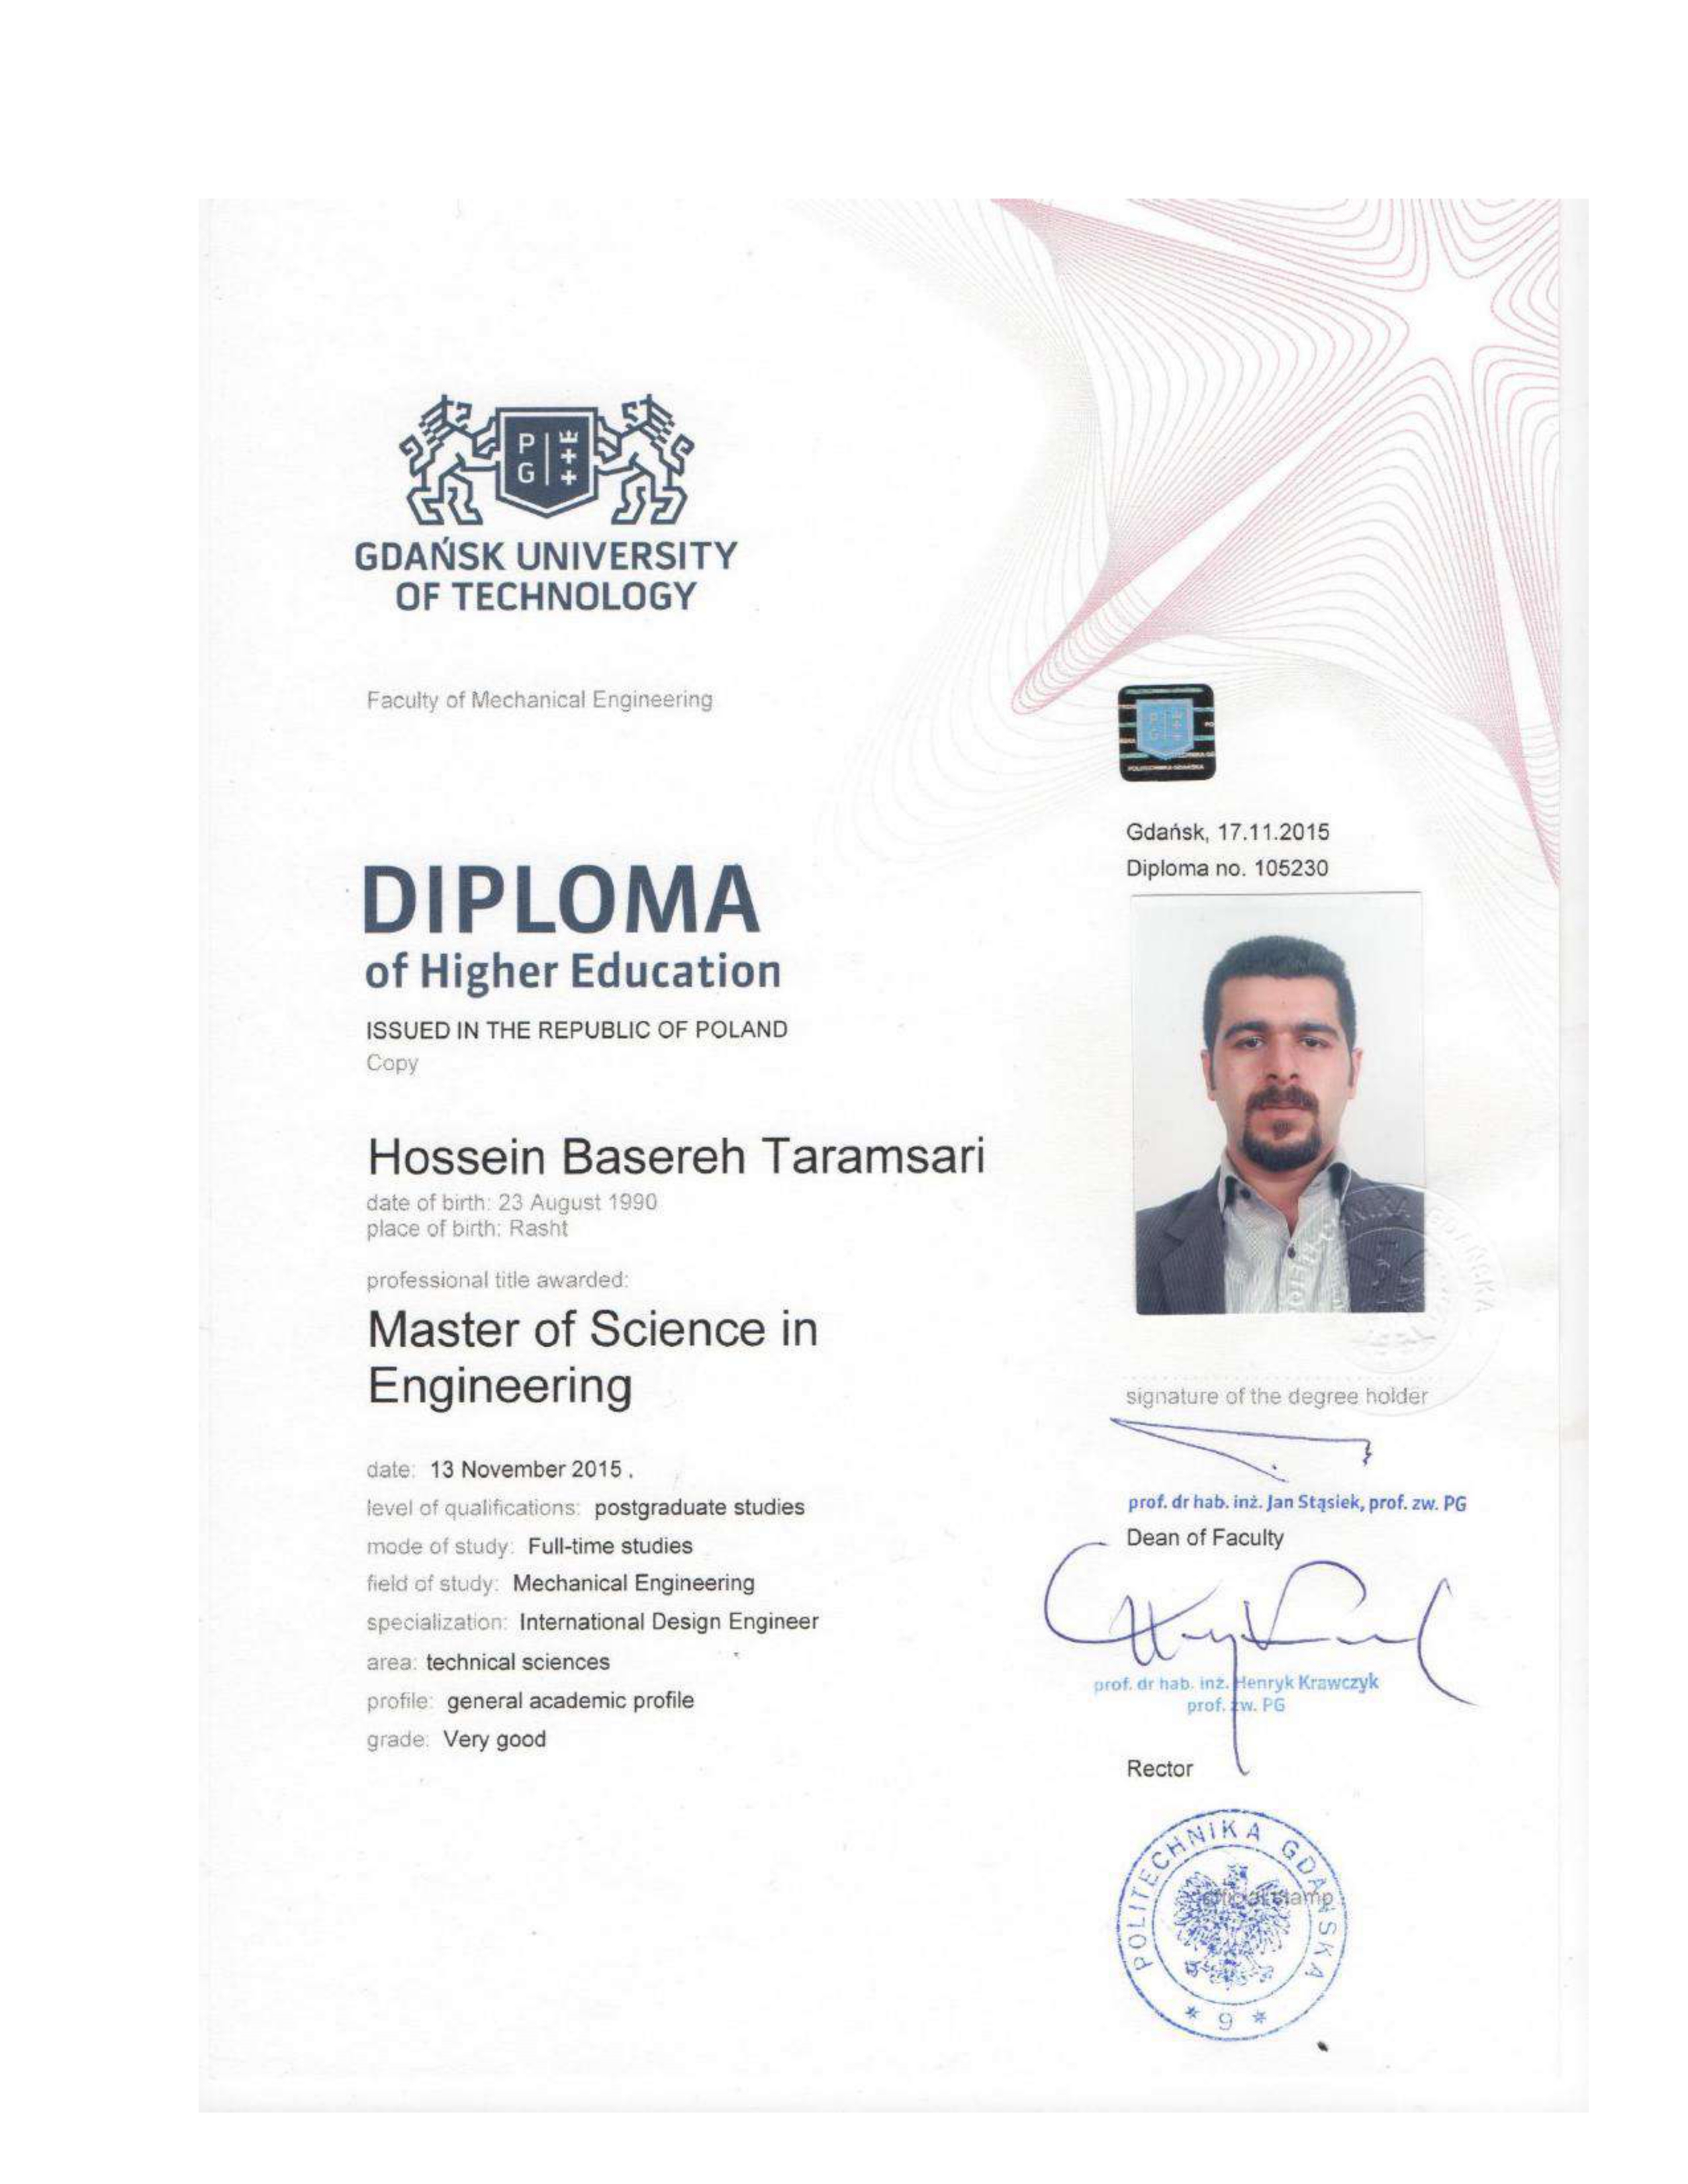 P
G
GDAŃSK UNIVERSITY
OF TECHNOLOGY
Faculty of Mechanical Engineering
POLITECHNIKA GDAŃSKA
Gdańsk, 17.11.2015
Diploma no. 105230
DIPLOMA
of Higher Education
ISSUED IN THE REPUBLIC OF POLAND
Copy
Hossein Basereh Taramsari
date of birth: 23 August 1990
place of birth: Rasht
professional title awarded:
Master of Science in
Engineering
date: 13 November 2015 .
level of qualifications: postgraduate studies
mode of study: Full-time studies
field of study: Mechanical Engineering
specialization: International Design Engineer
area: technical sciences
profile: general academic profile
grade: Very good
signature of the degree holder
prof. dr hab. inż. Jan Stąsiek, prof. zw. PG
Dean of Faculty
prof. dr hab. inż. Henryk Krawczyk
prof. zw. PG
Rector
POLITECHNIKA GDAŃSKA
official stamp
* 9 *